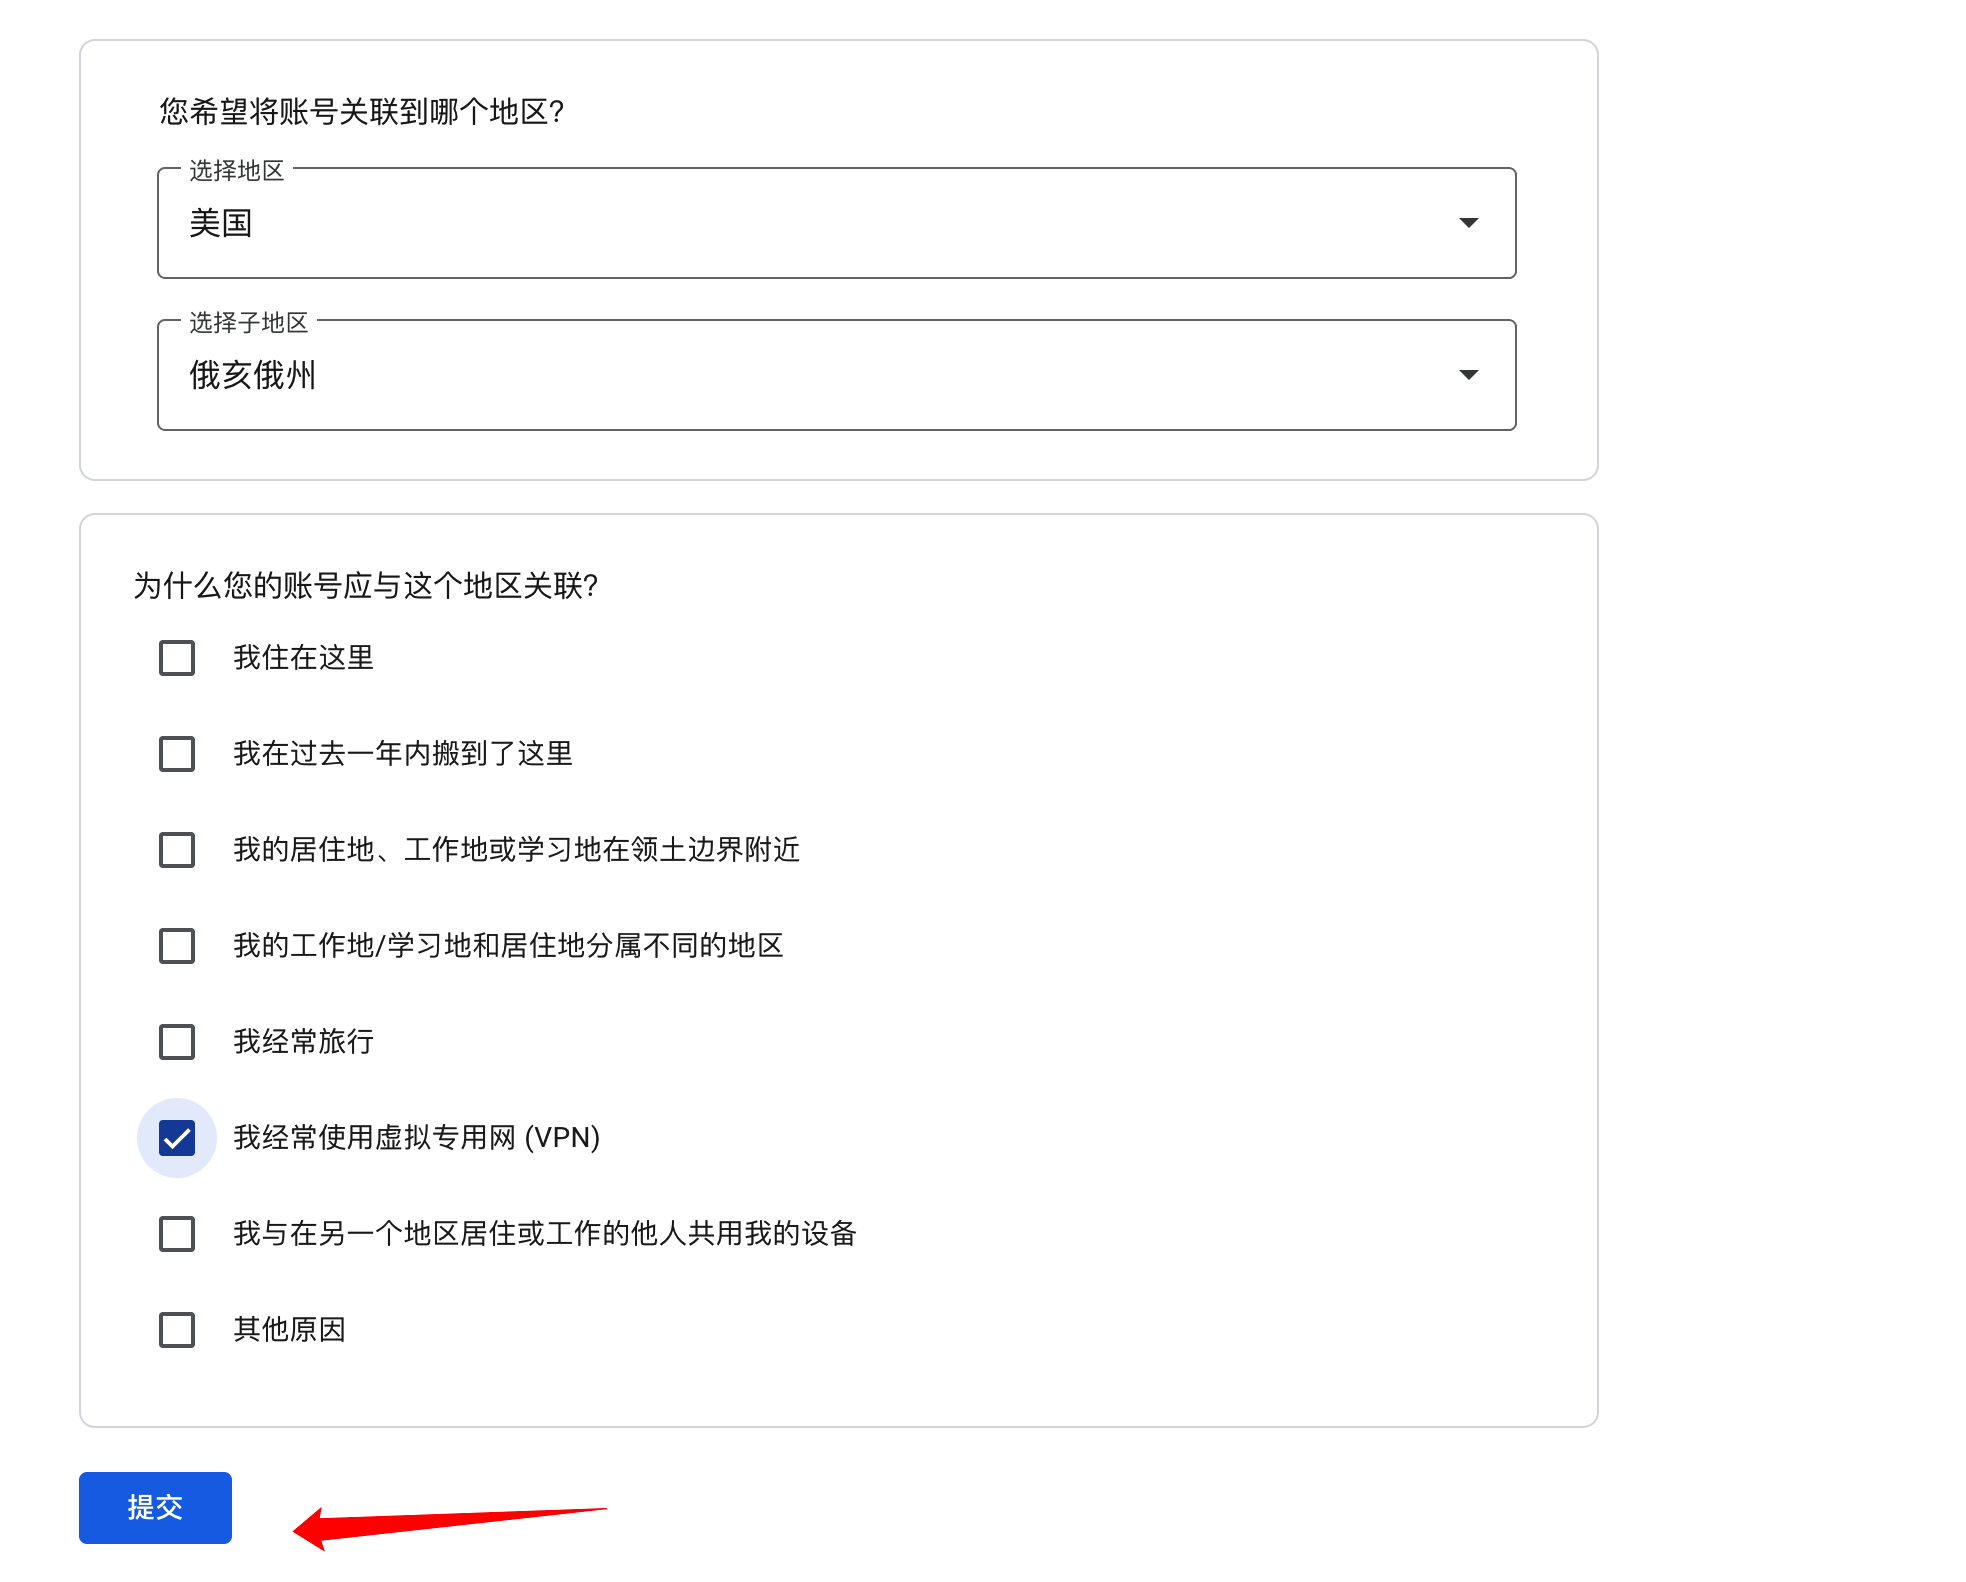 您希望将账号关联到哪个地区?
选择地区
美国
选择子地区
俄亥俄州
为什么您的账号应与这个地区关联?
我住在这里
我在过去一年内搬到了这里
我的居住地、工作地或学习地在领土边界附近
我的工作地/学习地和居住地分属不同的地区
我经常旅行
我经常使用虚拟专用网 (VPN)
我与在另一个地区居住或工作的他人共用我的设备
其他原因
提交